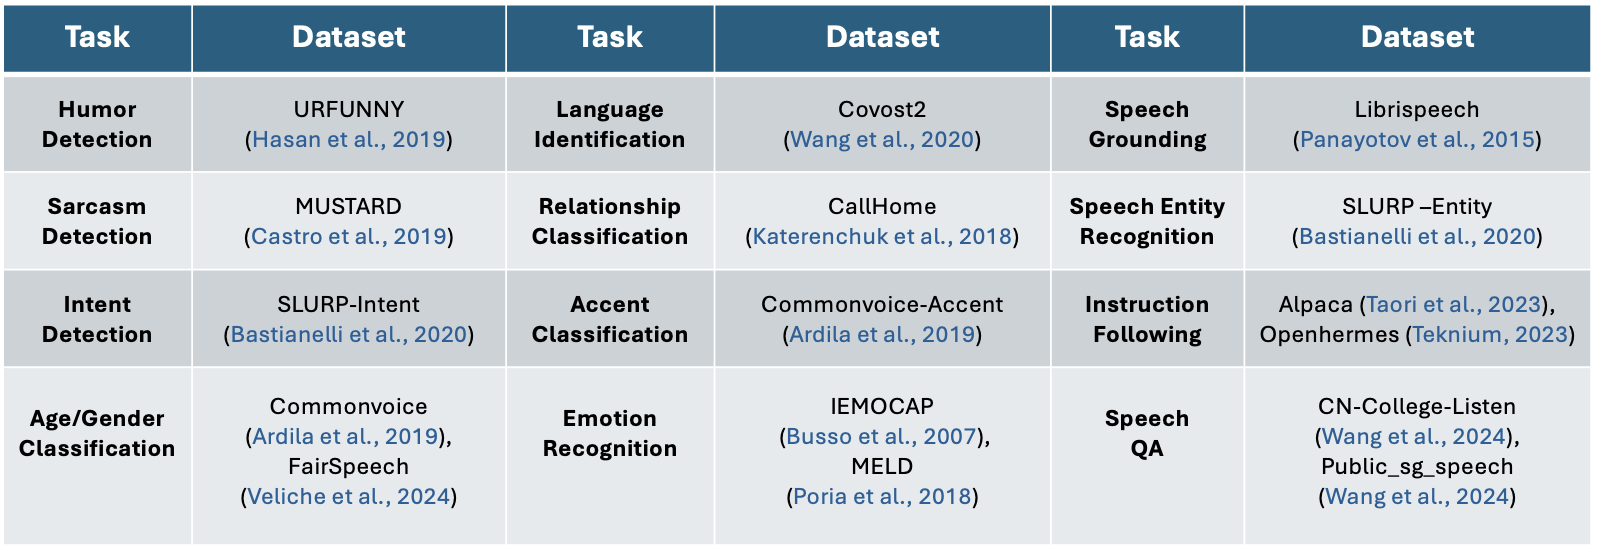 Task
Dataset
Task
Dataset
Task
Dataset
Humor
Detection
URFUNNY
(Hasan et al., 2019)
Language
Identification
Covost2
(Wang et al., 2020)
Speech
Grounding
Librispeech
(Panayotov et al., 2015)
Sarcasm
Detection
MUSTARD
(Castro et al., 2019)
Relationship
Classification
CallHome
(Katerenchuk et al., 2018)
Speech Entity
Recognition
SLURP –Entity
(Bastianelli et al., 2020)
Intent
Detection
SLURP-Intent
(Bastianelli et al., 2020)
Accent
Classification
Commonvoice-Accent
(Ardila et al., 2019)
Instruction
Following
Alpaca (Taori et al., 2023),
Openhermes (Teknium, 2023)
Age/Gender
Classification
Commonvoice
(Ardila et al., 2019),
FairSpeech
(Veliche et al., 2024)
Emotion
Recognition
IEMOCAP
(Busso et al., 2007),
MELD
(Poria et al., 2018)
Speech
QA
CN-College-Listen
(Wang et al., 2024),
Public_sg_speech
(Wang et al., 2024)